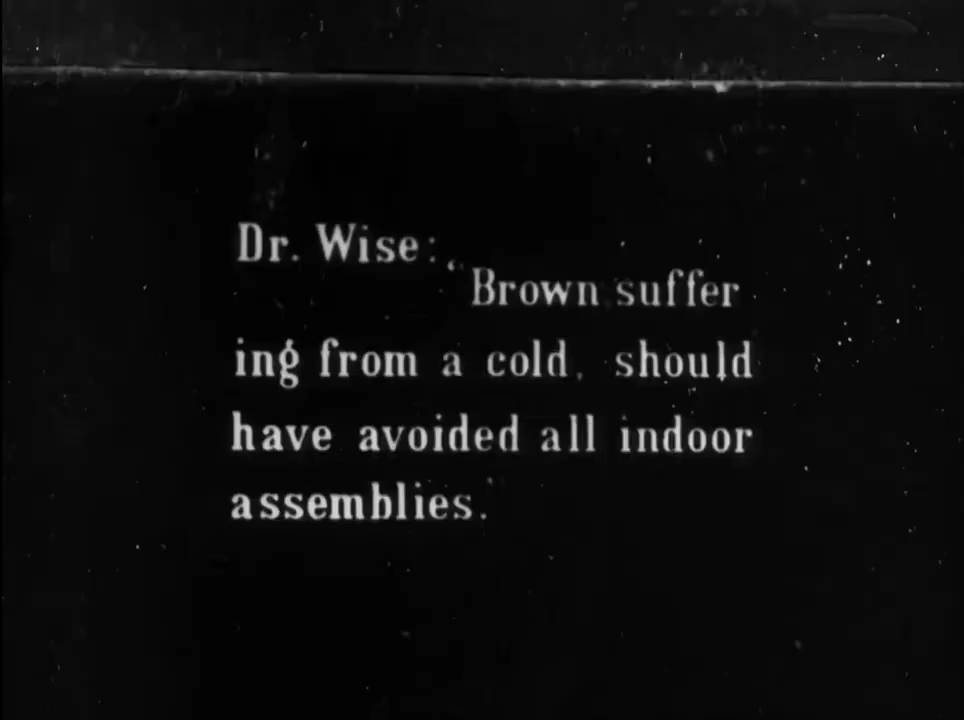 Dr. Wise:
"Brown suffer
ing from a cold, should
have avoided all indoor
assemblies."